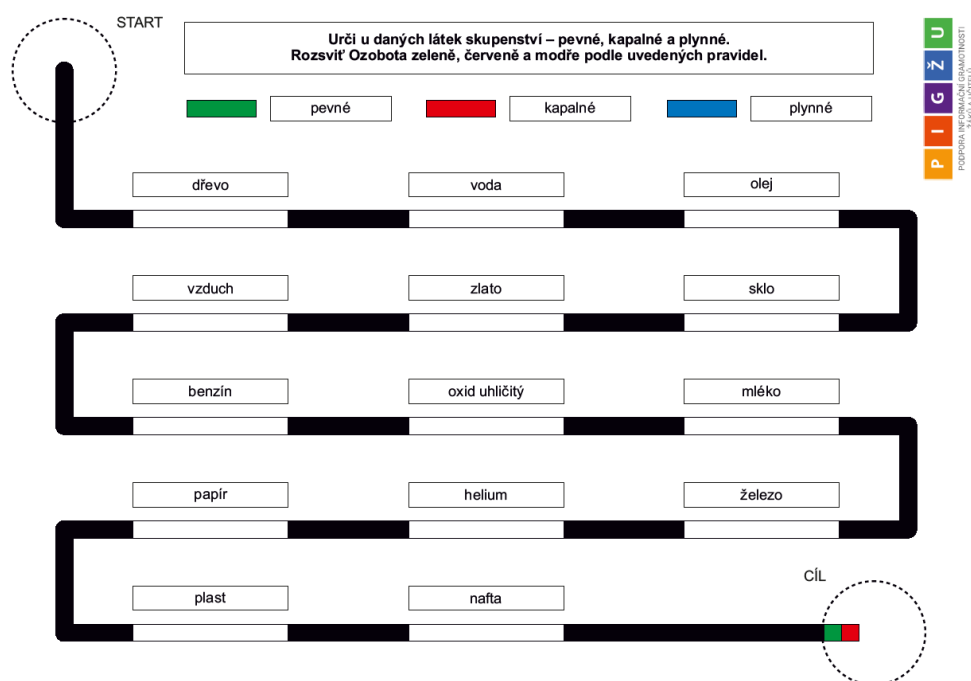 START
Urči u daných látek skupenství – pevné, kapalné a plynné.
Rozsviť Ozobota zeleně, červeně a modře podle uvedených pravidel.
pevné
kapalné
plynné
P I G Ž U
PODPORA INFORMAČNÍ GRAMOTNOSTI
ŽÁKŮ A UČITELŮ
dřevo
voda
olej
vzduch
zlato
sklo
benzín
oxid uhličitý
mléko
papír
helium
železo
plast
nafta
CÍL